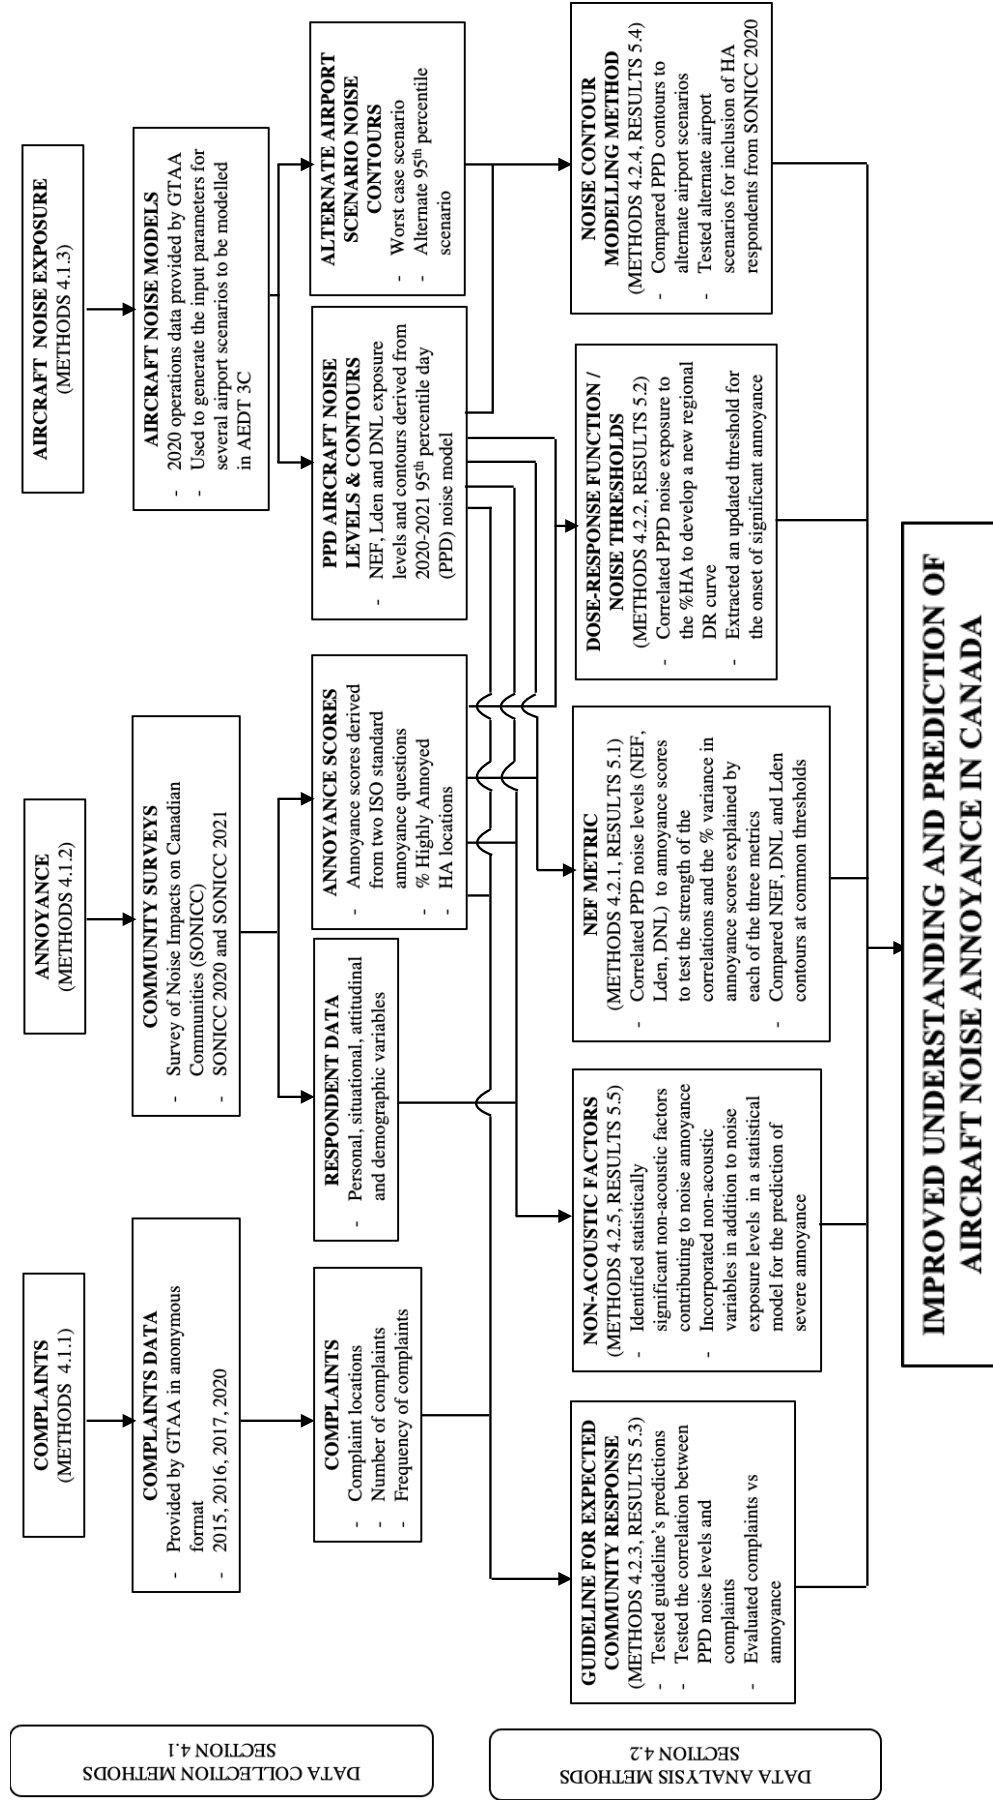 DATA COLLECTION METHODS
SECTION 4.1
COMPLAINTS
(METHODS 4.1.1)
ANNOYANCE
(METHODS 4.1.2)
AIRCRAFT NOISE EXPOSURE
(METHODS 4.1.3)
COMPLAINTS DATA
- Provided by GTAA in anonymous
format
- 2015, 2016, 2017, 2020
COMMUNITY SURVEYS
- Survey of Noise Impacts on Canadian
Communities (SONICC)
- SONICC 2020 and SONICC 2021
AIRCRAFT NOISE MODELS
- 2020 operations data provided by GTAA
- Used to generate the input parameters for
several airport scenarios to be modelled
in AEDT 3C
COMPLAINTS
- Complaint locations
- Number of complaints
- Frequency of complaints
RESPONDENT DATA
- Personal, situational, attitudinal
and demographic variables
ANNOYANCE SCORES
- Annoyance scores derived
from two ISO standard
annoyance questions
- % Highly Annoyed
- HA locations
PPD AIRCRAFT NOISE
LEVELS & CONTOURS
- NEF, Lden and DNL exposure
levels and contours derived from
2020-2021 95th percentile day
(PPD) noise model
ALTERNATE AIRPORT
SCENARIO NOISE
CONTOURS
- Worst case scenario
- Alternate 95th percentile
scenario
DATA ANALYSIS METHODS
SECTION 4.2
GUIDELINE FOR EXPECTED
COMMUNITY RESPONSE
(METHODS 4.2.3, RESULTS 5.3)
- Tested guideline's predictions
- Tested the correlation between
PPD noise levels and
complaints
- Evaluated complaints vs
annoyance
NON-ACOUSTIC FACTORS
(METHODS 4.2.5, RESULTS 5.5)
- Identified statistically
significant non-acoustic factors
contributing to noise annoyance
- Incorporated non-acoustic
variables in addition to noise
exposure levels in a statistical
model for the prediction of
severe annoyance
NEF METRIC
(METHODS 4.2.1, RESULTS 5.1)
- Correlated PPD noise levels (NEF,
Lden, DNL) to annoyance scores
to test the strength of the
correlations and the % variance in
annoyance scores explained by
each of the three metrics
- Compared NEF, DNL and Lden
contours at common thresholds
DOSE-RESPONSE FUNCTION /
NOISE THRESHOLDS
(METHODS 4.2.2, RESULTS 5.2)
- Correlated PPD noise exposure to
the %HA to develop a new regional
DR curve
- Extracted an updated threshold for
the onset of significant annoyance
NOISE CONTOUR
MODELLING METHOD
(METHODS 4.2.4, RESULTS 5.4)
- Compared PPD contours to
alternate airport scenarios
- Tested alternate airport
scenarios for inclusion of HA
respondents from SONICC 2020
IMPROVED UNDERSTANDING AND PREDICTION OF
AIRCRAFT NOISE ANNOYANCE IN CANADA